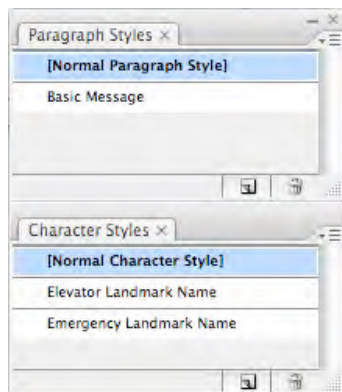 Paragraph Styles ×
[Normal Paragraph Style]
Basic Message
Character Styles ×
[Normal Character Style]
Elevator Landmark Name
Emergency Landmark Name